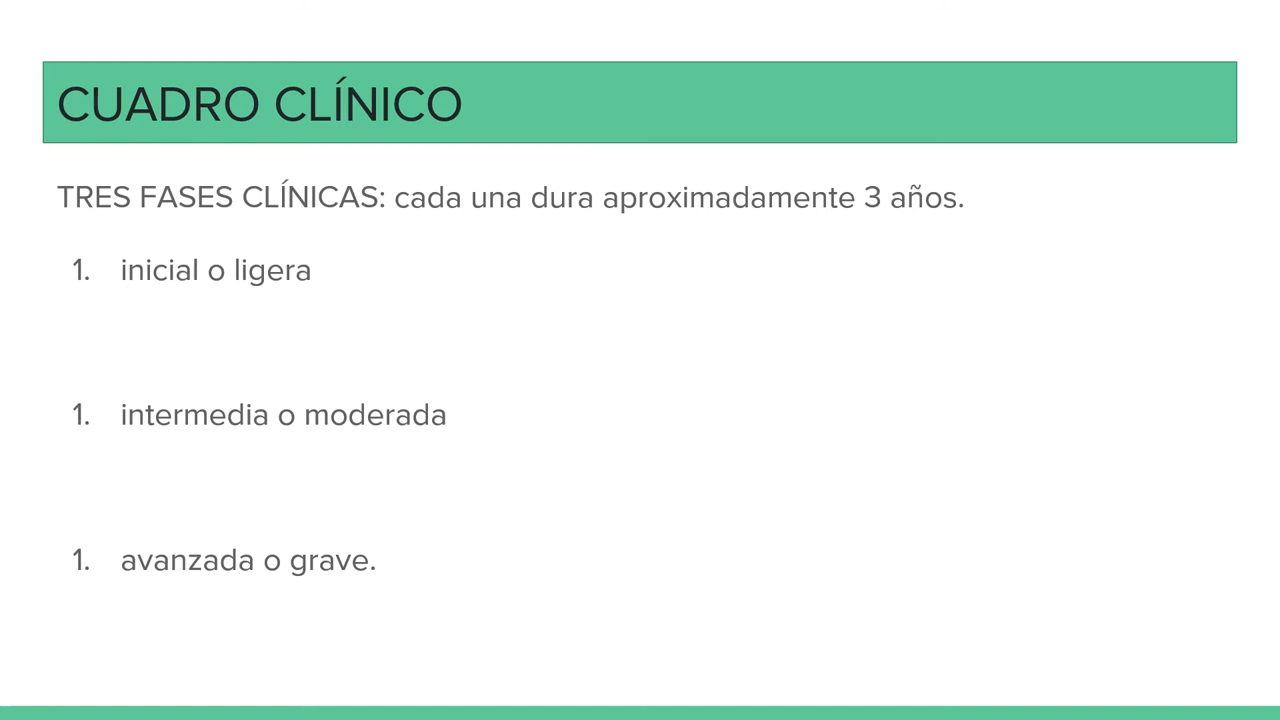 CUADRO CLÍNICO
TRES FASES CLÍNICAS: cada una dura aproximadamente 3 años.
1. inicial o ligera
1. intermedia o moderada
1. avanzada o grave.